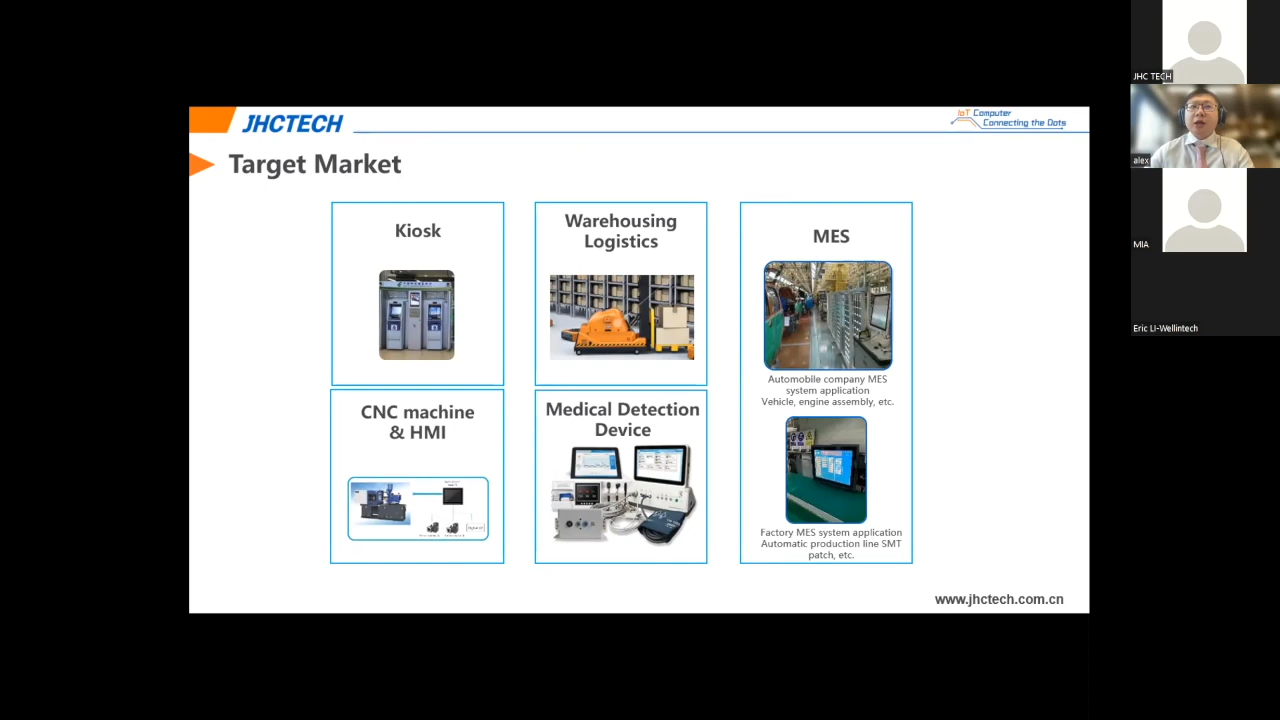 JHCTECH
IoT Computer
Connecting the Dots
Target Market
Kiosk
Warehousing
Logistics
MES
Automobile company MES
system application
Vehicle, engine assembly, etc.
CNC machine
& HMI
Medical Detection
Device
Factory MES system application
Automatic production line SMT
patch, etc.
www.jhctech.com.cn
JHC TECH
alex
MIA
Eric LI-Wellintech